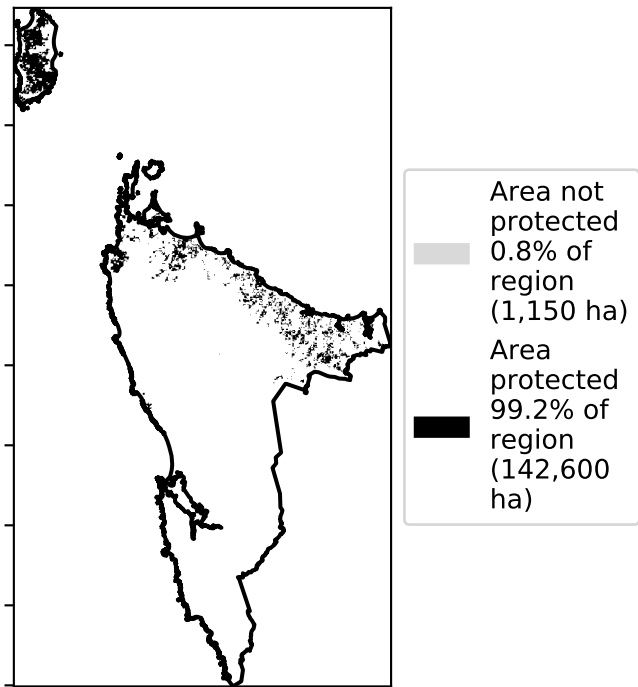 Area not
protected
0.8% of
region
(1,150 ha)
Area
protected
99.2% of
region
(142,600
ha)